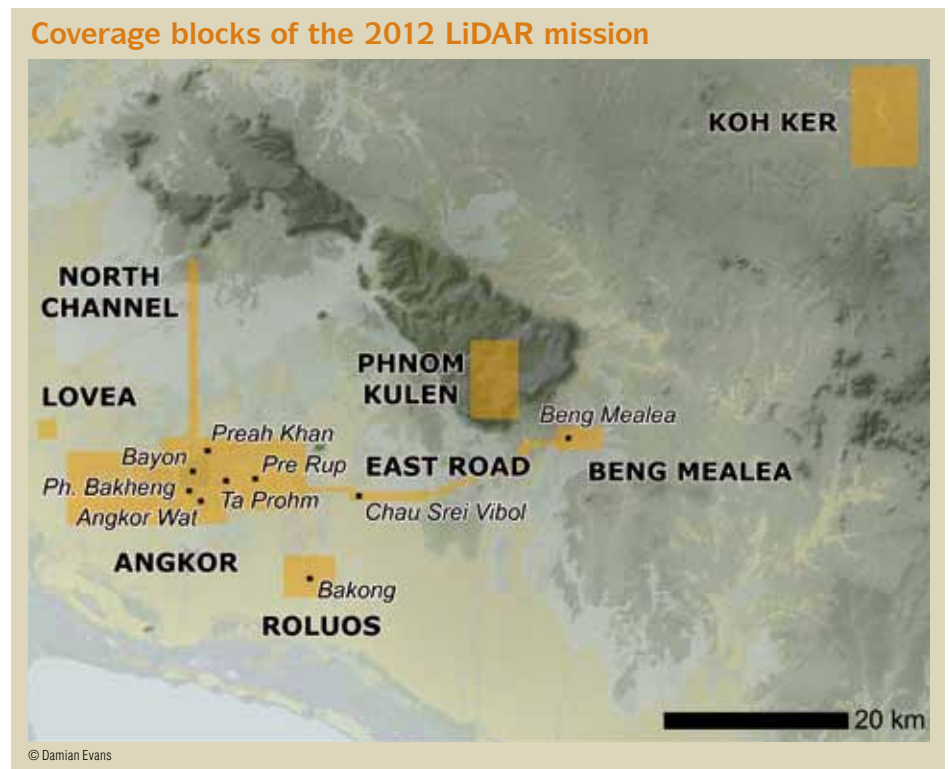 Coverage blocks of the 2012 LiDAR mission
KOH KER
NORTH
CHANNEL
PHNOM
KULEN
LOVEA
Beng Mealea
Preah Khan
Bayon
Pre Rup
EAST ROAD
BENG MEALEA
Ph. Bakheng
Ta Prohm
Angkor Wat
Chau Srei Vibol
ANGKOR
Bakong
ROLUOS
20 km
© Damian Evans